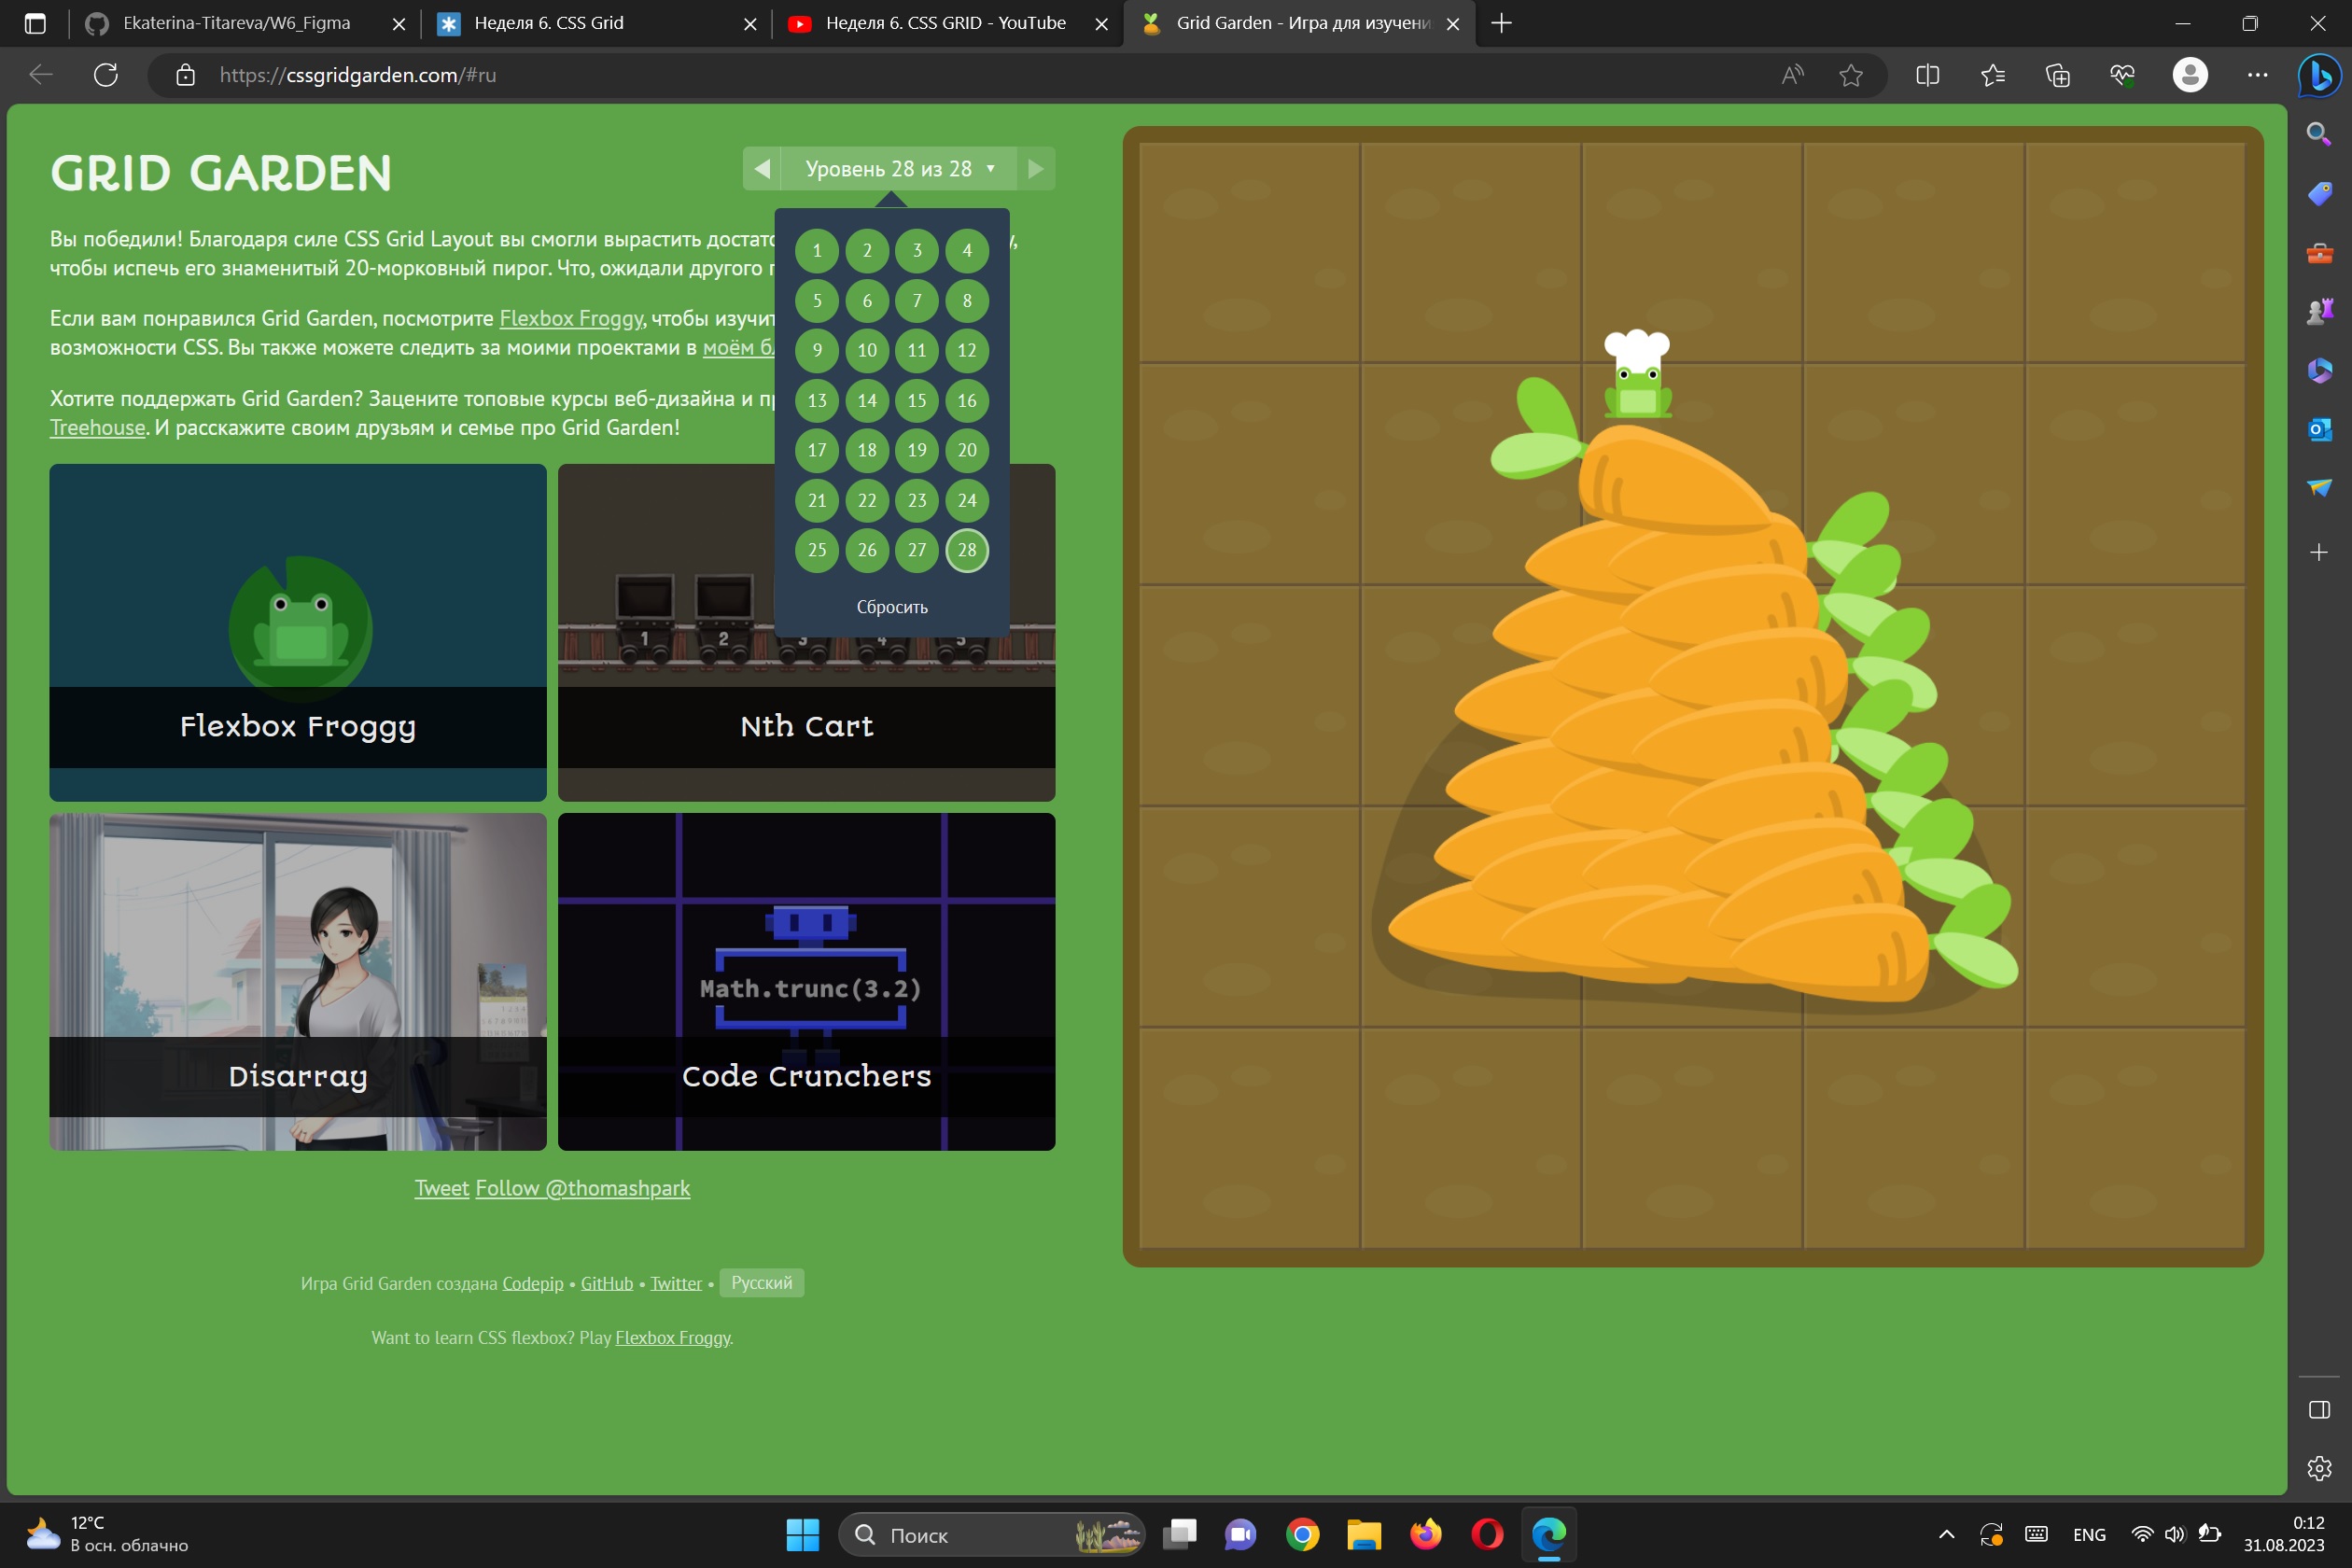 Ekaterina-Titareva/W6_Figma
Неделя 6. CSS Grid
Неделя 6. CSS GRID - YouTube
Grid Garden - Игра для изучени
https://cssgridgarden.com/#ru
GRID GARDEN
Уровень 28 из 28
Вы победили! Благодаря силе CSS Grid Layout вы смогли вырастить
чтобы испечь его знаменитый 20-морковный пирог. Что, ожидали другого
Если вам понравился Grid Garden, посмотрите Flexbox Froggy, чтобы
возможности CSS. Вы также можете следить за моими проектами в моём
Хотите поддержать Grid Garden? Зацените топовые курсы веб-дизайна и
Treehouse. И расскажите своим друзьям и семье про Grid Garden!
1 2 3 4
5 6 7 8
9 10 11 12
13 14 15 16
17 18 19 20
21 22 23 24
25 26 27 28
Сбросить
1 2 3 4 5
Flexbox Froggy
Nth Cart
Math.trunc(3.2)
Disarray
Code Crunchers
Tweet Follow @thomashpark
Игра Grid Garden создана Codepip • GitHub • Twitter • Русский
Want to learn CSS flexbox? Play Flexbox Froggy.
12°C
В осн. облачно
Поиск
ENG
0:12
31.08.2023